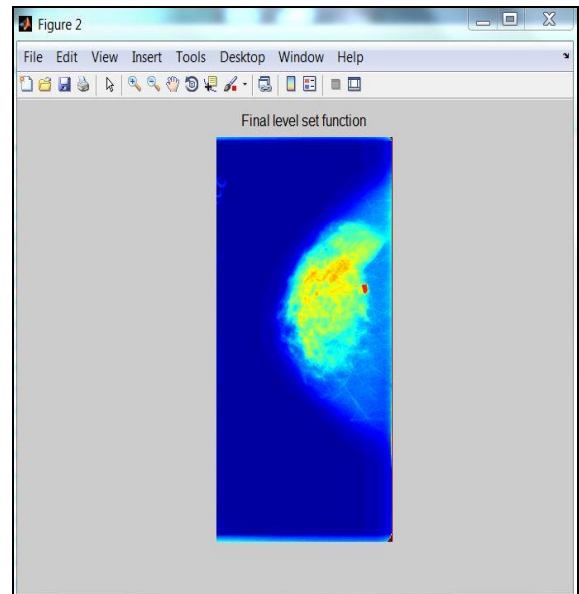 Figure 2
File Edit View Insert Tools Desktop Window Help
Final level set function